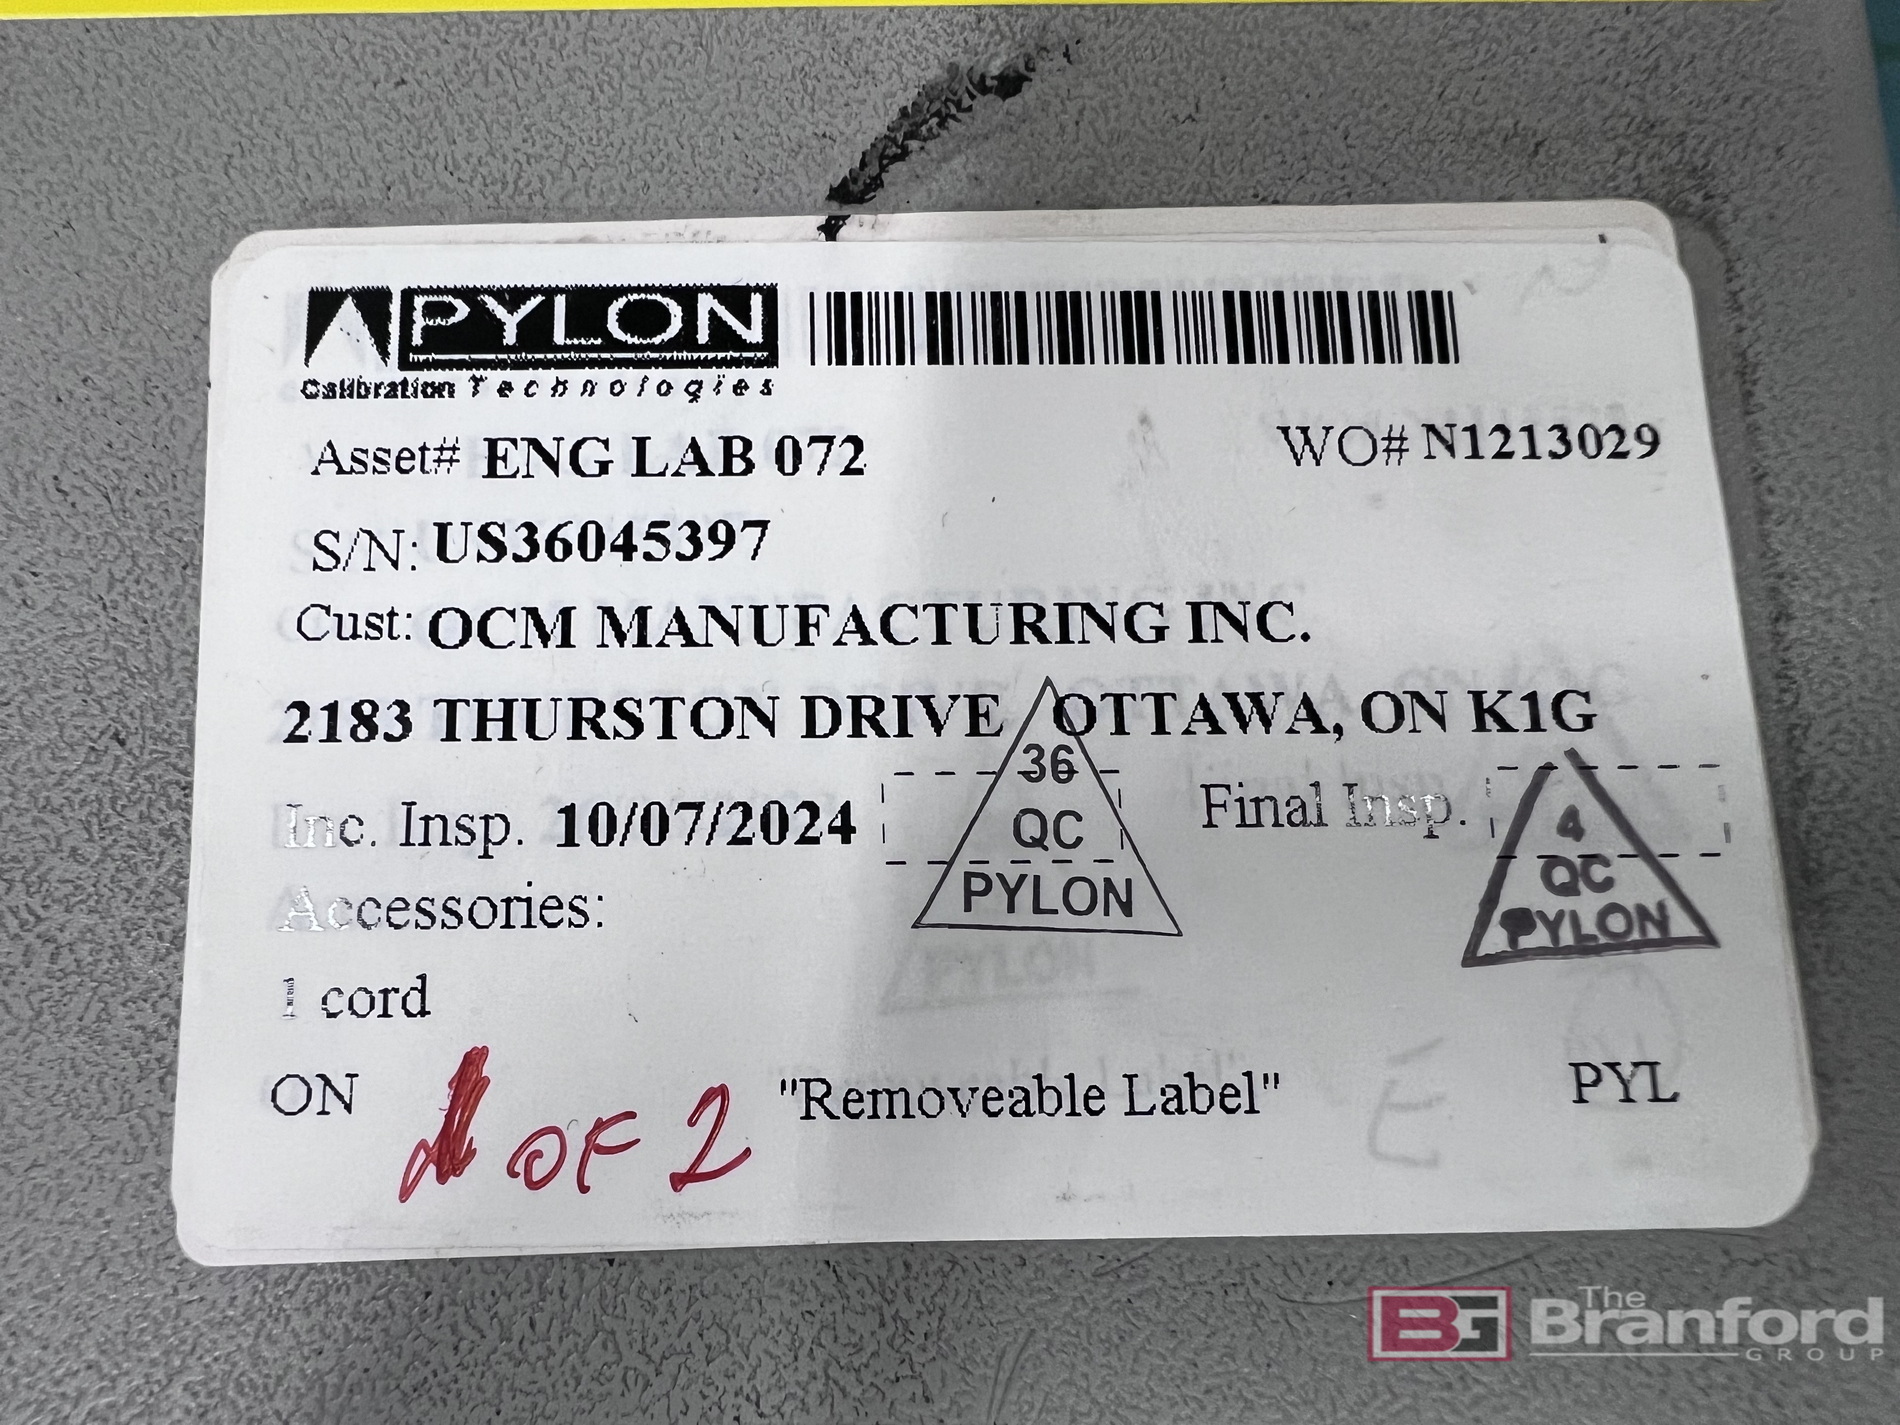 PYLON
Calibration Technologies
Asset# ENG LAB 072
WO# N1213029
S/N: US36045397
Cust: OCM MANUFACTURING INC.
2183 THURSTON DRIVE OTTAWA, ON K1G
Inc. Insp. 10/07/2024
36
QC
PYLON
Final Insp.
4
QC
PYLON
Accessories:
1 cord
ON
1 OF 2
"Removeable Label"
PYL
BG The Branford GROUP